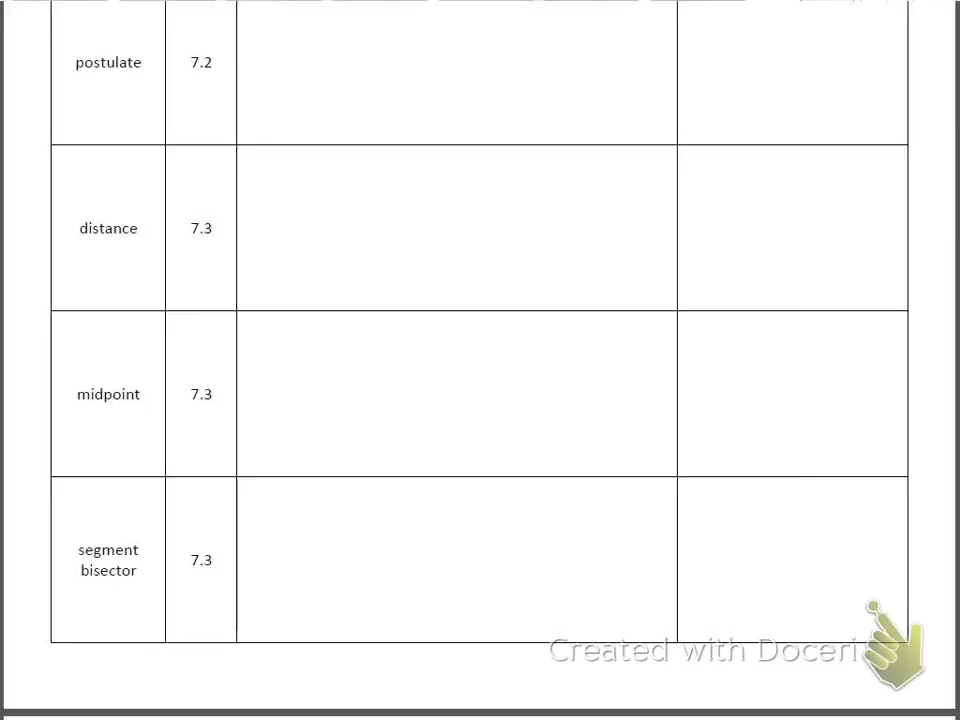 postulate 7.2
distance 7.3
midpoint 7.3
segment
bisector 7.3
Created with Doceri